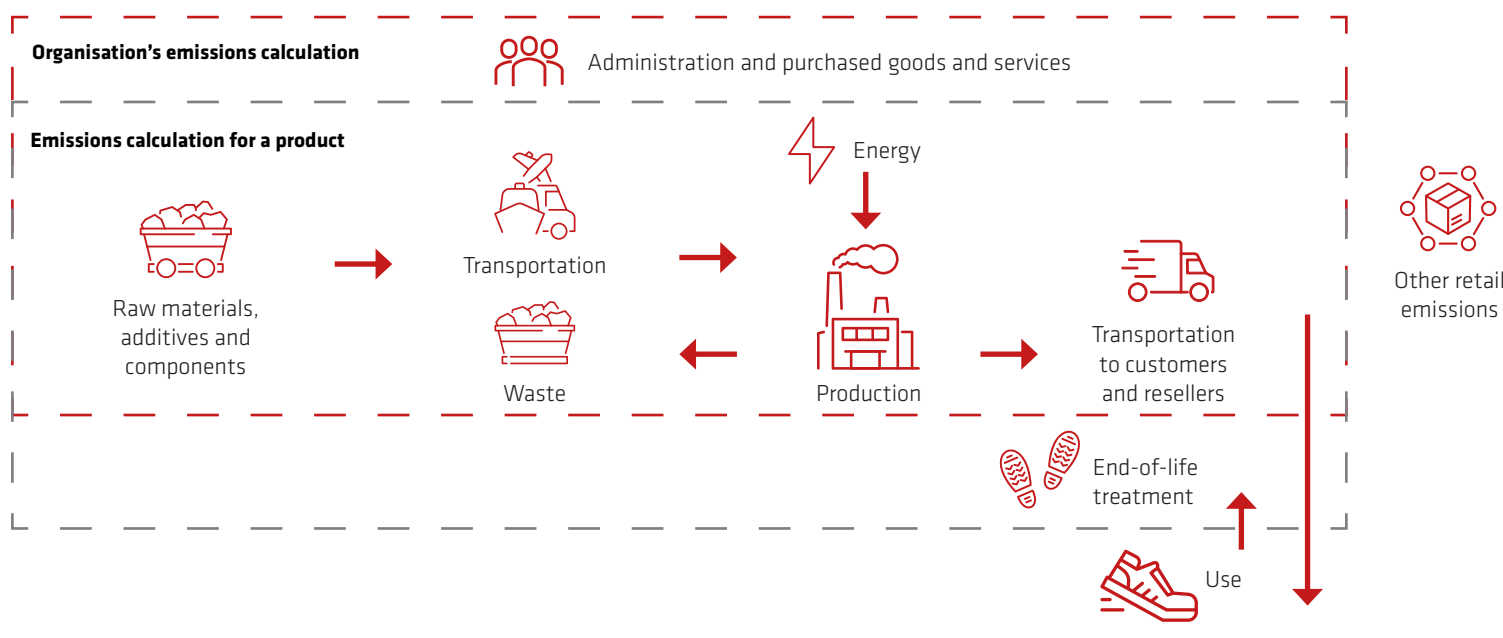 Organisation's emissions calculation
Administration and purchased goods and services
Emissions calculation for a product
Energy
Raw materials,
additives and
components
Transportation
Waste
Production
Transportation
to customers
and resellers
Other retail
emissions
End-of-life
treatment
Use